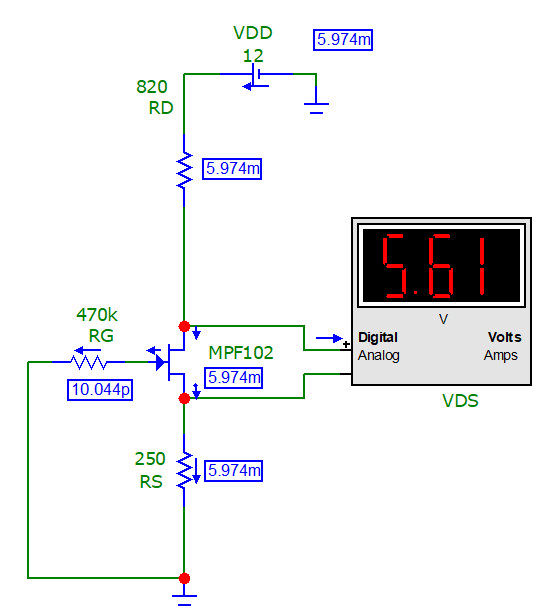 VDD
12
5.974m
820
RD
5.974m
5.61
V
Digital
Volts
Analog
Amps
VDS
470k
RG
10.044p
MPF102
5.974m
250
RS
5.974m